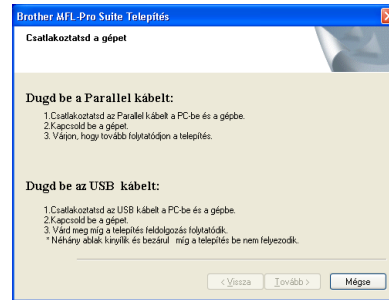 Brother MFL-Pro Suite Telepítés
Csatlakoztatsd a gépet
Dugd be a Parallel kábelt:
1.Csatlakoztatsd az Parallel kábelt a PC-be és a gépbe.
2.Kapcsold be a gépet.
3. Várjon, hogy tovább folytatódjon a telepítés.
Dugd be az USB kábelt:
1.Csatlakoztatsd az USB kábelt a PC-be és a gépbe.
2.Kapcsold be a gépet.
3. Várd meg míg a telepítés feldolgozás folytatódik.
* Néhány ablak kinyílik és bezárul míg a telepítés be nem felyezodik.
< Vissza Tovább > Mégse